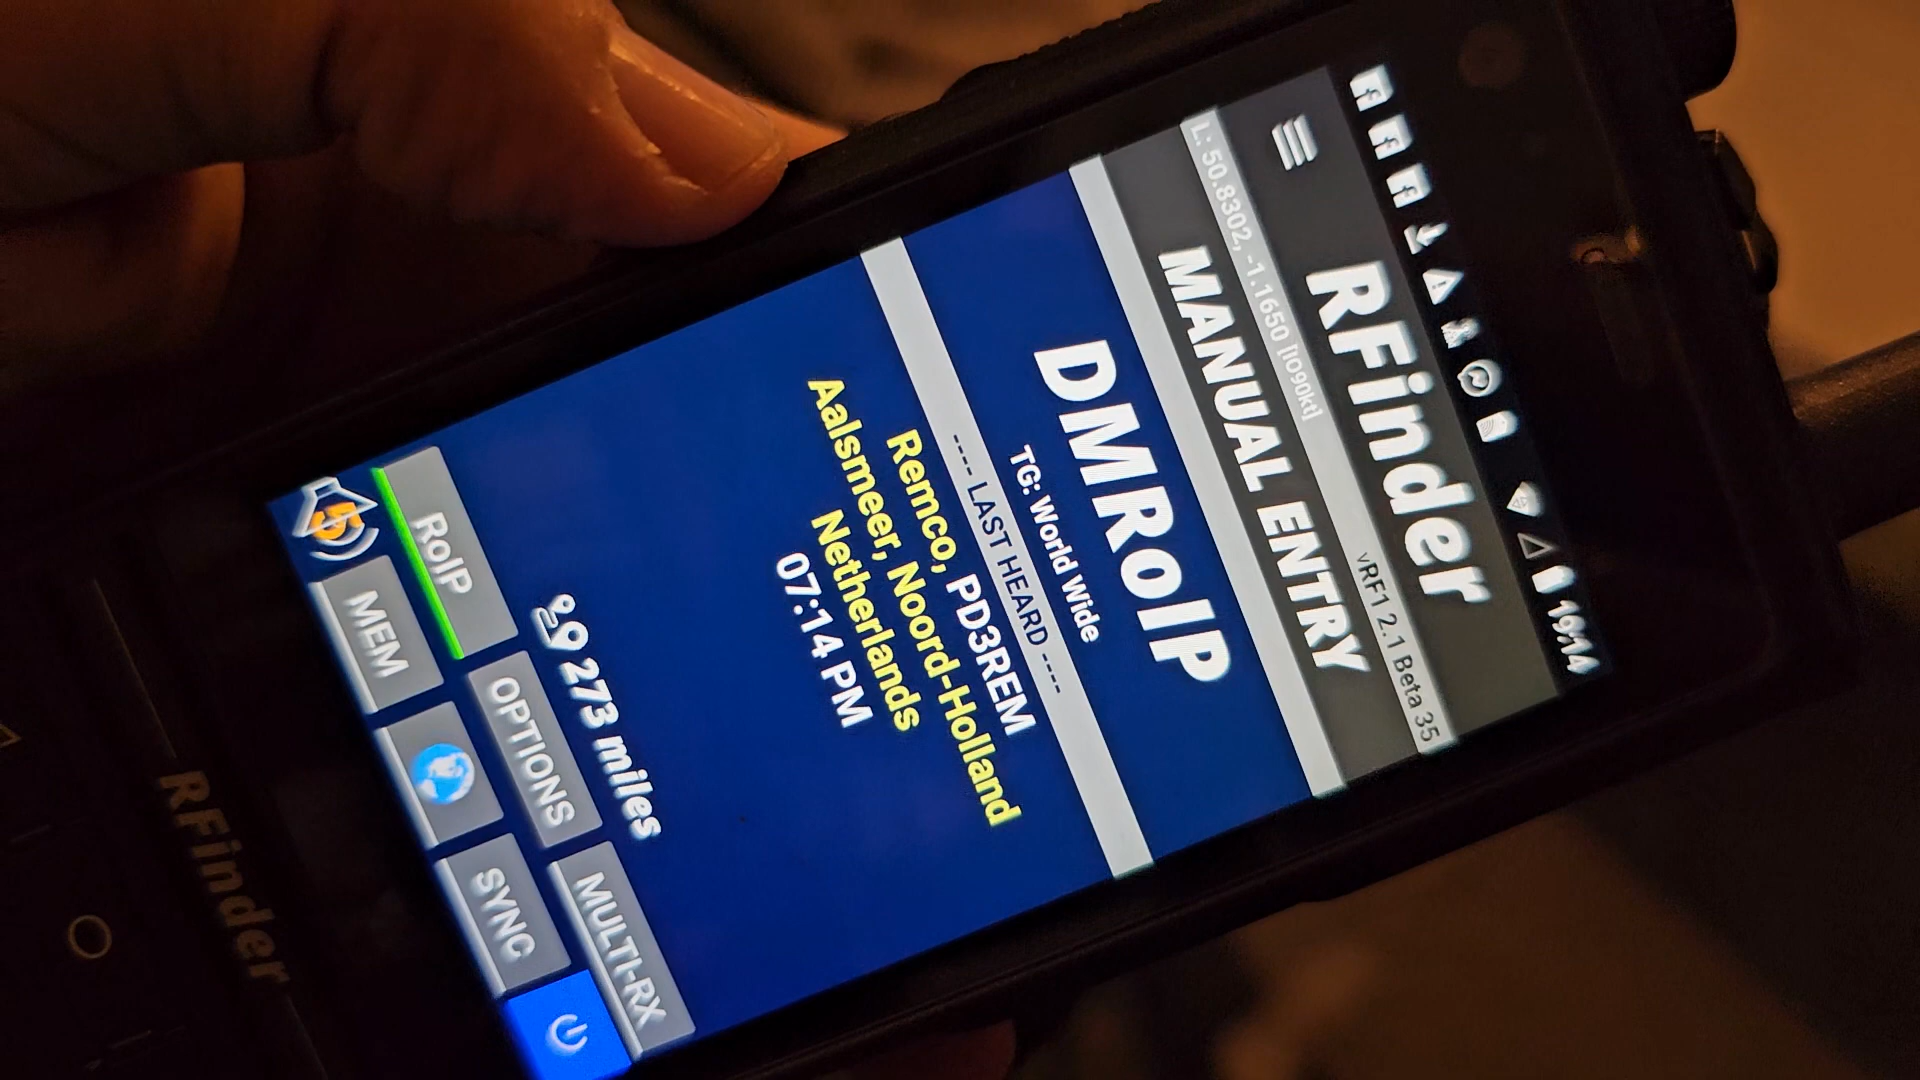 19:14
RFinder
vRF1 2.1 Beta 35
L: 50.8302, -1.1650 [IO90kt]
MANUAL ENTRY
DMRoIP
TG: World Wide
---- LAST HEARD ----
Remco, PD3REM
Aalsmeer, Noord-Holland
Netherlands
07:14 PM
273 miles
RoIP
OPTIONS
MULTI-RX
5
MEM
SYNC
RFinder